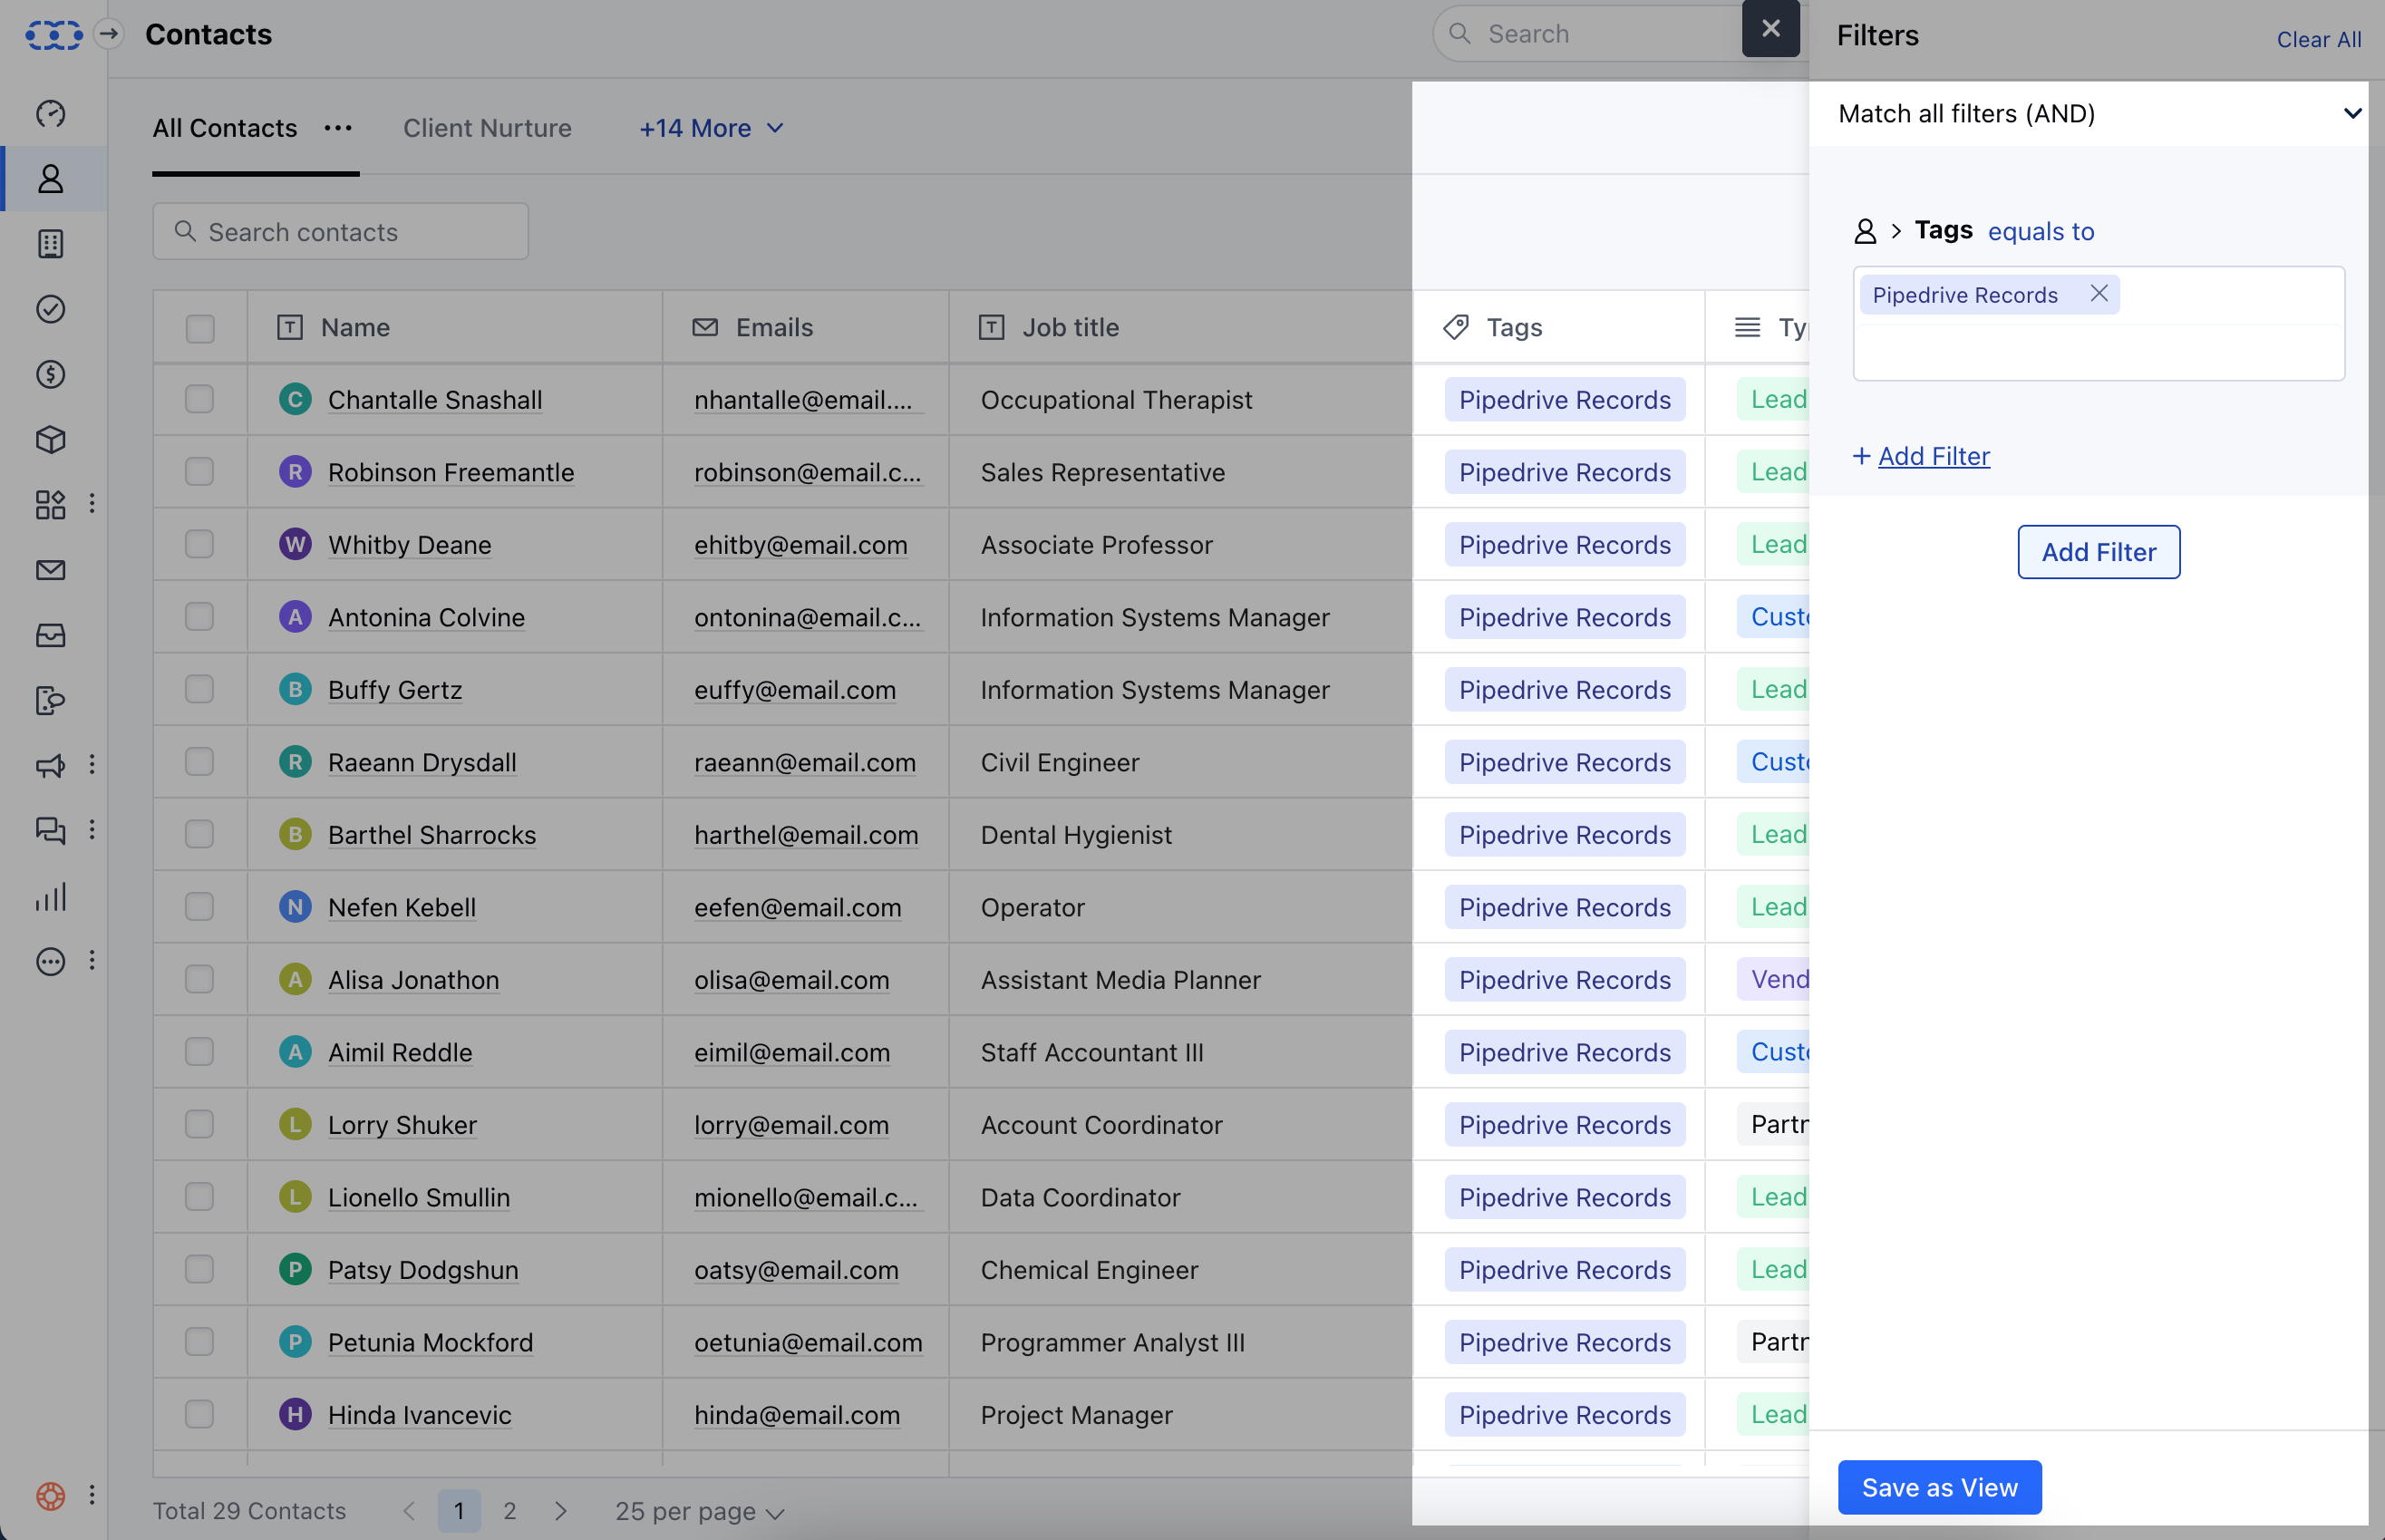 Contacts
Search
Filters
Clear All
All Contacts
Client Nurture
+14 More
Match all filters (AND)
Search contacts
Tags equals to
Pipedrive Records
+ Add Filter
Add Filter
Name Emails Job title Tags Typ
C Chantalle Snashall nhantalle@email.... Occupational Therapist Pipedrive Records Lead
R Robinson Freemantle robinson@email.c... Sales Representative Pipedrive Records Lead
W Whitby Deane ehitby@email.com Associate Professor Pipedrive Records Lead
A Antonina Colvine ontonina@email.c... Information Systems Manager Pipedrive Records Custo
B Buffy Gertz euffy@email.com Information Systems Manager Pipedrive Records Lead
R Raeann Drysdall raeann@email.com Civil Engineer Pipedrive Records Custo
B Barthel Sharrocks harthel@email.com Dental Hygienist Pipedrive Records Lead
N Nefen Kebell eefen@email.com Operator Pipedrive Records Lead
A Alisa Jonathon olisa@email.com Assistant Media Planner Pipedrive Records Vend
A Aimil Reddle eimil@email.com Staff Accountant III Pipedrive Records Custo
L Lorry Shuker lorry@email.com Account Coordinator Pipedrive Records Partn
L Lionello Smullin mionello@email.c... Data Coordinator Pipedrive Records Lead
P Patsy Dodgshun oatsy@email.com Chemical Engineer Pipedrive Records Lead
P Petunia Mockford oetunia@email.com Programmer Analyst III Pipedrive Records Partn
H Hinda Ivancevic hinda@email.com Project Manager Pipedrive Records Lead
Total 29 Contacts 1 2 25 per page
Save as View